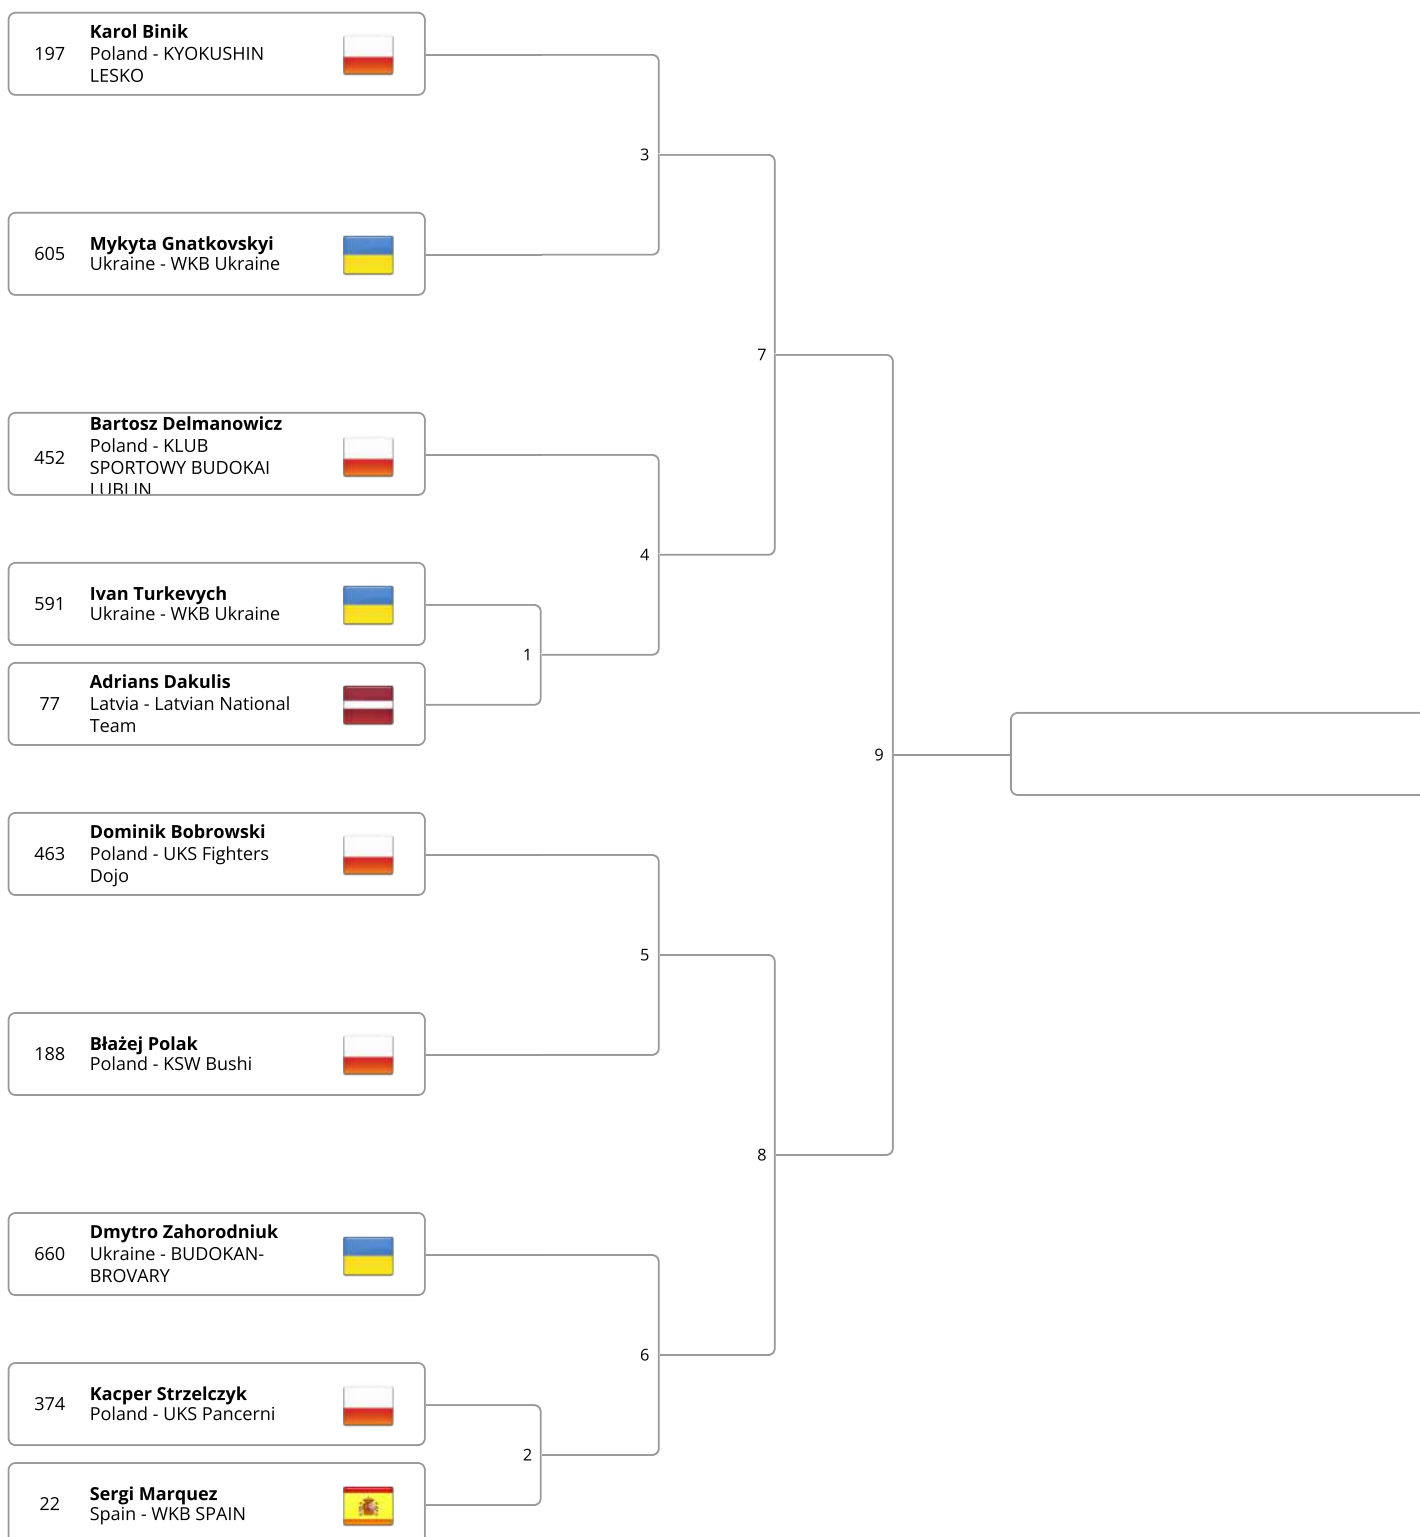 197
Karol Binik
Poland - KYOKUSHIN
LESKO
3
605
Mykyta Gnatkovskyi
Ukraine - WKB Ukraine
7
452
Bartosz Delmanowicz
Poland - KLUB
SPORTOWY BUDOKAI
LUBLIN
4
591
Ivan Turkevych
Ukraine - WKB Ukraine
1
77
Adrians Dakulis
Latvia - Latvian National
Team
9
463
Dominik Bobrowski
Poland - UKS Fighters
Dojo
5
188
Błażej Polak
Poland - KSW Bushi
8
660
Dmytro Zahorodniuk
Ukraine - BUDOKAN-
BROVARY
6
374
Kacper Strzelczyk
Poland - UKS Pancerni
2
22
Sergi Marquez
Spain - WKB SPAIN